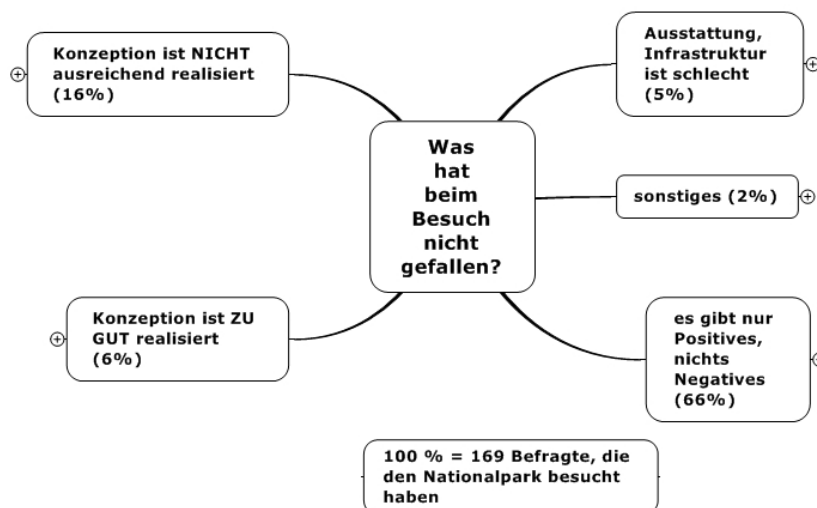 Konzeption ist NICHT
ausreichend realisiert
(16%)
Ausstattung,
Infrastruktur
ist schlecht
(5%)
Was
hat
beim
Besuch
nicht
gefallen?
sonstiges (2%)
Konzeption ist ZU
GUT realisiert
(6%)
es gibt nur
Positives,
nichts
Negatives
(66%)
100 % = 169 Befragte, die
den Nationalpark besucht
haben